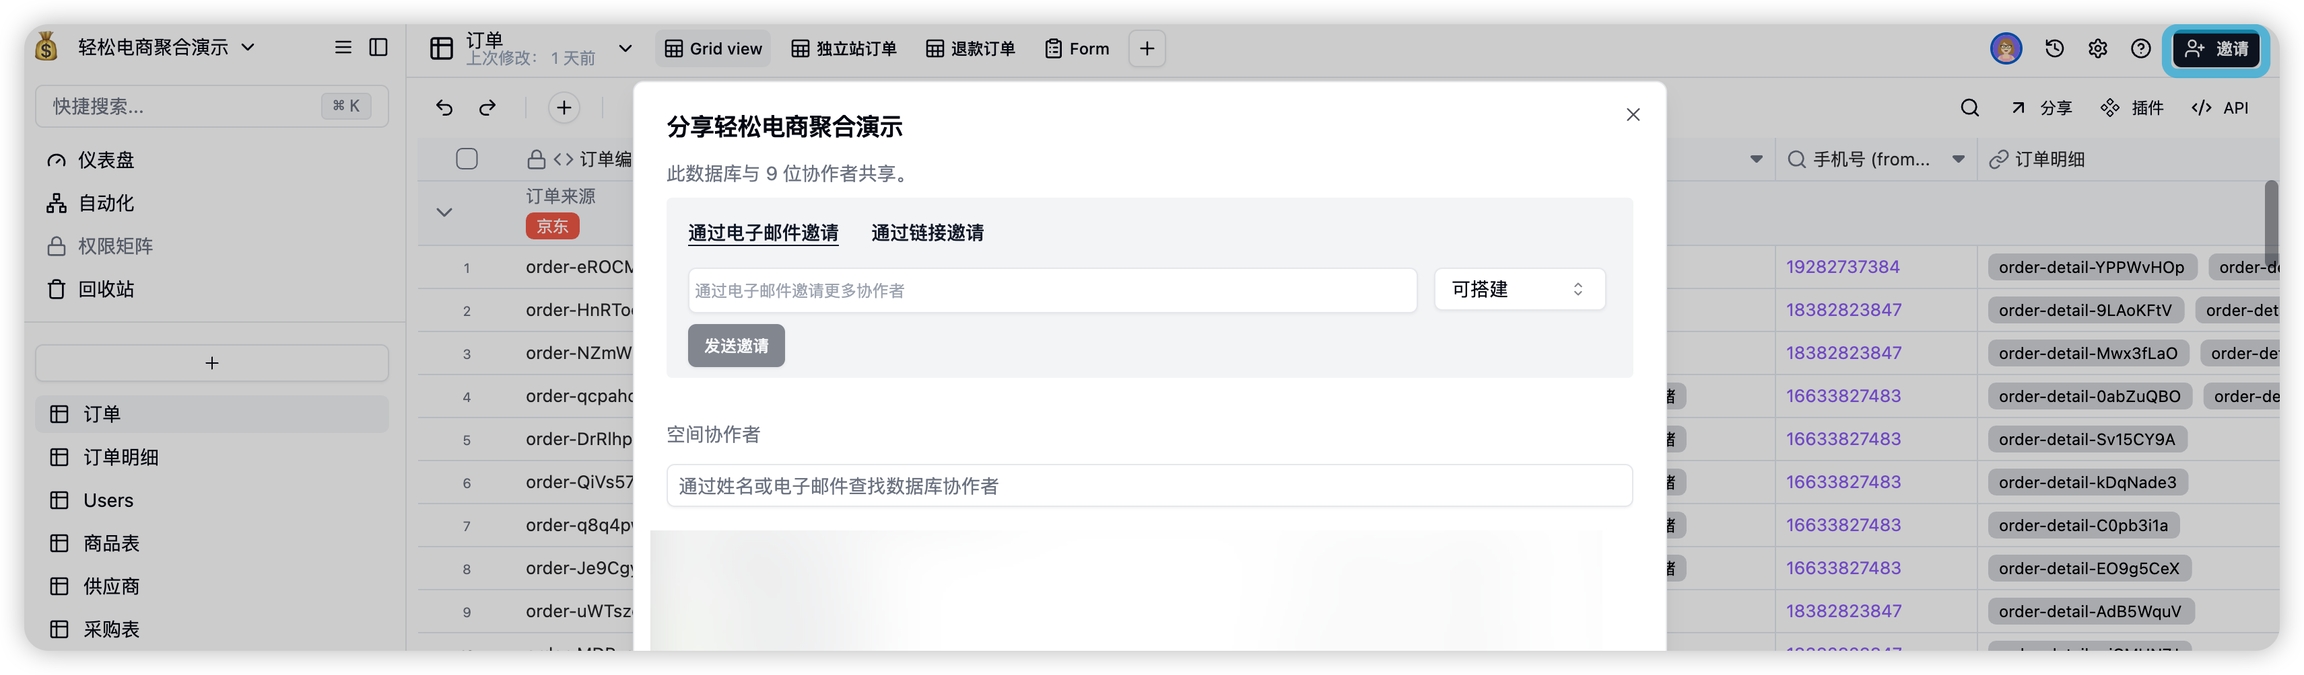 轻松电商聚合演示
快捷搜索... ⌘ K
仪表盘
自动化
权限矩阵
回收站
+
订单
订单明细
Users
商品表
供应商
采购表
订单
上次修改： 1 天前
Grid view
独立站订单
退款订单
Form
+
邀请
分享
插件
API
订单编
手机号 (from...
订单明细
订单来源
京东
1 order-eROCM 19282737384 order-detail-YPPWvHOp order-de
2 order-HnRTo 18382823847 order-detail-9LAoKFtV order-det
3 order-NZmW 18382823847 order-detail-Mwx3fLaO order-de
4 order-qcpah 16633827483 order-detail-0abZuQBO order-de
5 order-DrRlhp 16633827483 order-detail-Sv15CY9A
6 order-QiVs57 16633827483 order-detail-kDqNade3
7 order-q8q4p 16633827483 order-detail-C0pb3i1a
8 order-Je9Cg 16633827483 order-detail-EO9g5CeX
9 order-uWTsz 18382823847 order-detail-AdB5WquV
分享轻松电商聚合演示
此数据库与 9 位协作者共享。
通过电子邮件邀请 通过链接邀请
通过电子邮件邀请更多协作者 可搭建
发送邀请
空间协作者
通过姓名或电子邮件查找数据库协作者